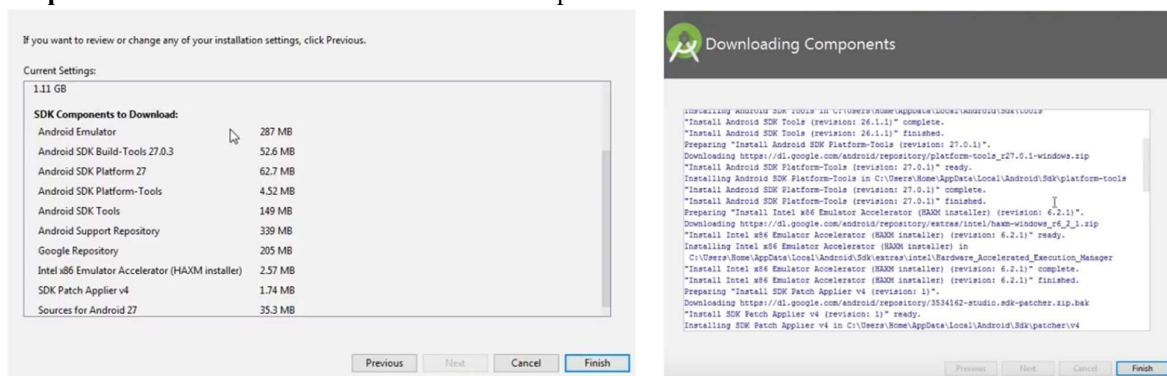 If you want to review or change any of your installation settings, click Previous.
Current Settings:
1.11 GB
SDK Components to Download:
Android Emulator 287 MB
Android SDK Build-Tools 27.0.3 52.6 MB
Android SDK Platform 27 62.7 MB
Android SDK Platform-Tools 4.52 MB
Android SDK Tools 149 MB
Android Support Repository 339 MB
Google Repository 205 MB
Intel x86 Emulator Accelerator (HAXM installer) 2.57 MB
SDK Patch Applier v4 1.74 MB
Sources for Android 27 35.3 MB
Previous Next Cancel Finish
Downloading Components
Installing Android SDK Tools in C:\Users\Home\AppData\Local\Android\Sdk\tools
"Install Android SDK Tools (revision: 26.1.1)" complete.
"Install Android SDK Tools (revision: 26.1.1)" finished.
Preparing "Install Android SDK Platform-Tools (revision: 27.0.1)".
Downloading https://dl.google.com/android/repository/platform-tools_r27.0.1-windows.zip
"Install Android SDK Platform-Tools (revision: 27.0.1)" ready.
Installing Android SDK Platform-Tools in C:\Users\Home\AppData\Local\Android\Sdk\platform-tools
"Install Android SDK Platform-Tools (revision: 27.0.1)" complete.
"Install Android SDK Platform-Tools (revision: 27.0.1)" finished.
Preparing "Install Intel x86 Emulator Accelerator (HAXM installer) (revision: 6.2.1)".
Downloading https://dl.google.com/android/repository/extras/intel/haxm-windows_r6_2_1.zip
"Install Intel x86 Emulator Accelerator (HAXM installer) (revision: 6.2.1)" ready.
Installing Intel x86 Emulator Accelerator (HAXM installer) in
C:\Users\Home\AppData\Local\Android\Sdk\extras\intel\Hardware_Accelerated_Execution_Manager
"Install Intel x86 Emulator Accelerator (HAXM installer) (revision: 6.2.1)" complete.
"Install Intel x86 Emulator Accelerator (HAXM installer) (revision: 6.2.1)" finished.
Preparing "Install SDK Patch Applier v4 (revision: 1)".
Downloading https://dl.google.com/android/repository/3534162-studio.sdk-patcher.zip.bak
"Install SDK Patch Applier v4 (revision: 1)" ready.
Installing SDK Patch Applier v4 in C:\Users\Home\AppData\Local\Android\Sdk\patcher\v4
Previous Next Cancel Finish